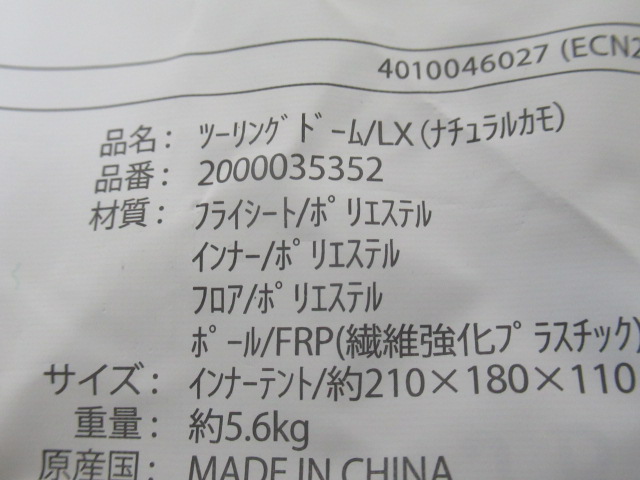 4010046027 (ECN2
品名： ﾂｰﾘﾝｸﾞﾄﾞｰﾑ/LX (ﾅﾁｭﾗﾙｶﾓ)
品番： 2000035352
材質： ﾌﾗｲｼｰﾄ/ﾎﾟﾘｴｽﾃﾙ
ｲﾝﾅｰ/ﾎﾟﾘｴｽﾃﾙ
ﾌﾛｱ/ﾎﾟﾘｴｽﾃﾙ
ﾎﾟｰﾙ/FRP(繊維強化ﾌﾟﾗｽﾁｯｸ)
サイズ： ｲﾝﾅｰﾃﾝﾄ/約210×180×110
重量： 約5.6kg
原産国： MADE IN CHINA